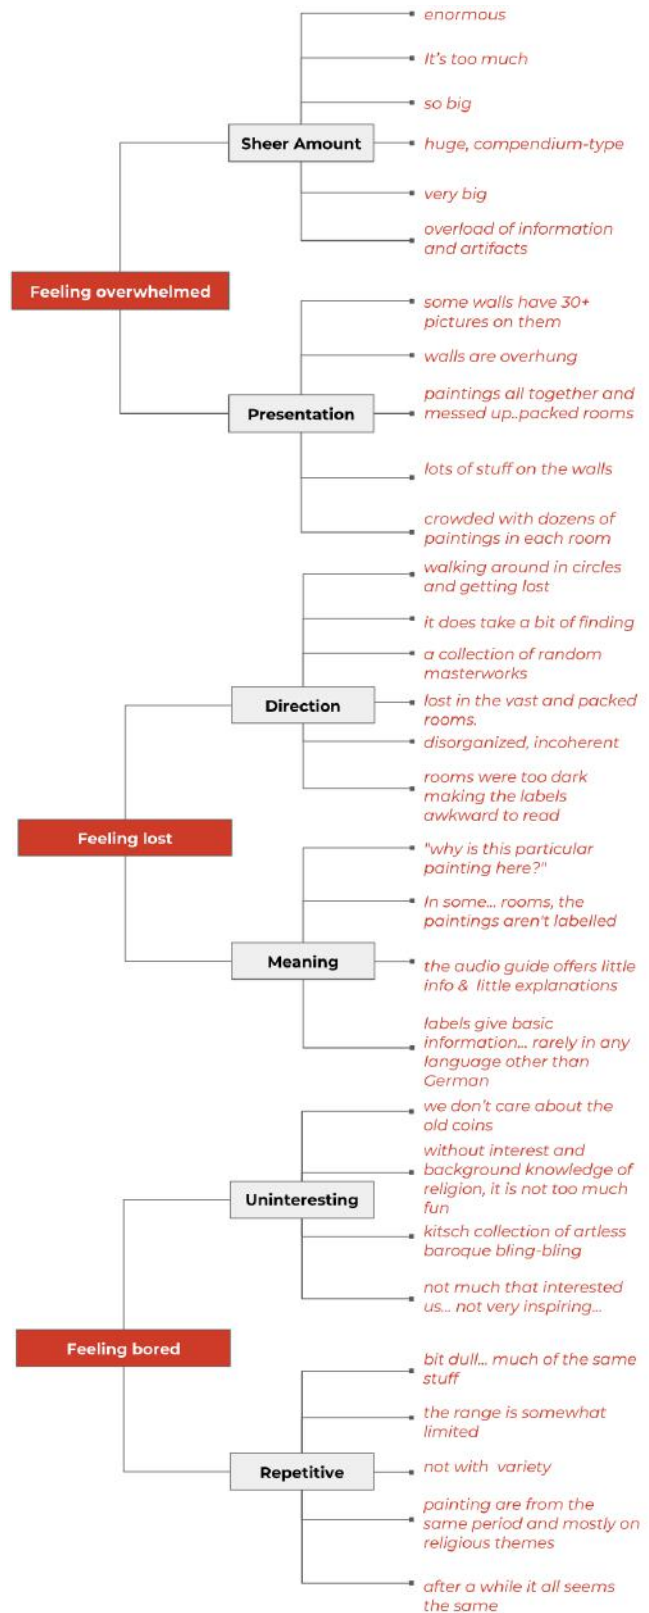 Feeling overwhelmed
Sheer Amount
enormous
It's too much
so big
huge, compendium-type
very big
overload of information
and artifacts
Presentation
some walls have 30+
pictures on them
walls are overhung
paintings all together and
messed up..packed rooms
lots of stuff on the walls
crowded with dozens of
paintings in each room
Feeling lost
Direction
walking around in circles
and getting lost
it does take a bit of finding
a collection of random
masterworks
lost in the vast and packed
rooms.
disorganized, incoherent
rooms were too dark
making the labels
awkward to read
Meaning
"why is this particular
painting here?"
In some... rooms, the
paintings aren't labelled
the audio guide offers little
info & little explanations
labels give basic
information... rarely in any
language other than
German
Feeling bored
Uninteresting
we don't care about the
old coins
without interest and
background knowledge of
religion, it is not too much
fun
kitsch collection of artless
baroque bling-bling
not much that interested
us... not very inspiring...
Repetitive
bit dull... much of the same
stuff
the range is somewhat
limited
not with variety
painting are from the
same period and mostly on
religious themes
after a while it all seems
the same